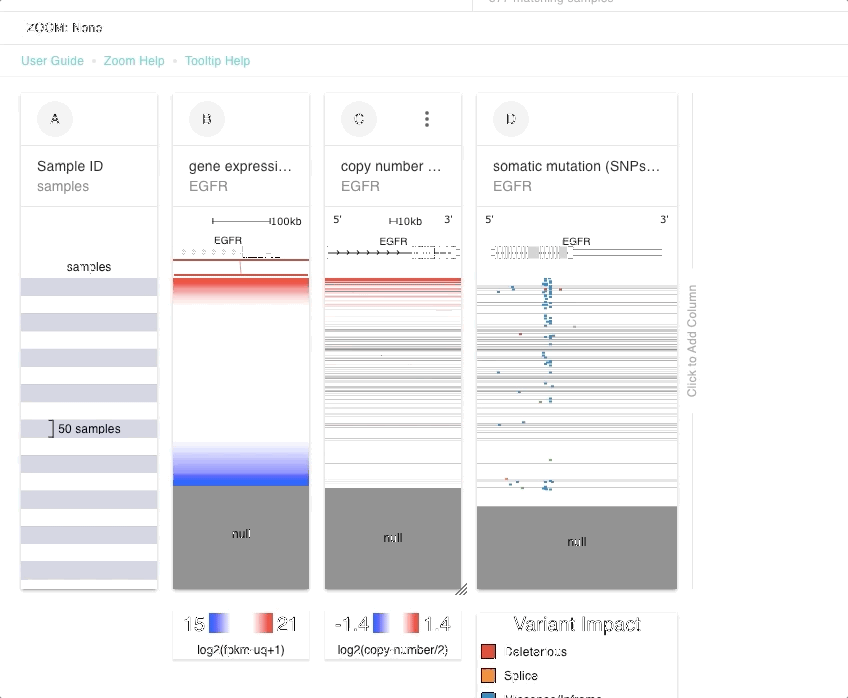 ZOOM: None
User Guide • Zoom Help • Tooltip Help
A
B
C
D
Sample ID
samples
gene expressi...
EGFR
copy number ...
EGFR
somatic mutation (SNPs...
EGFR
100kb
EGFR
5' 10kb 3'
EGFR
5' 3'
EGFR
samples
50 samples
null
null
null
Click to Add Column
15 21
log2(fpkm-uq+1)
-1.4 1.4
log2(copy-number/2)
Variant Impact
Deleterious
Splice